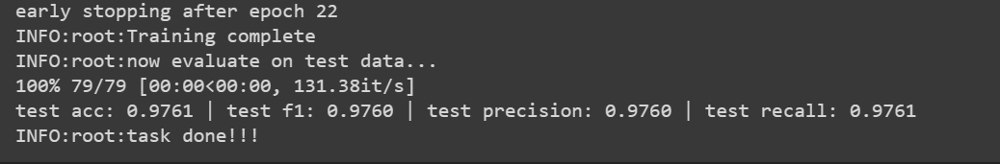 early stopping after epoch 22
INFO:root:Training complete
INFO:root:now evaluate on test data...
100% 79/79 [00:00<00:00, 131.38it/s]
test acc: 0.9761 | test f1: 0.9760 | test precision: 0.9760 | test recall: 0.9761
INFO:root:task done!!!